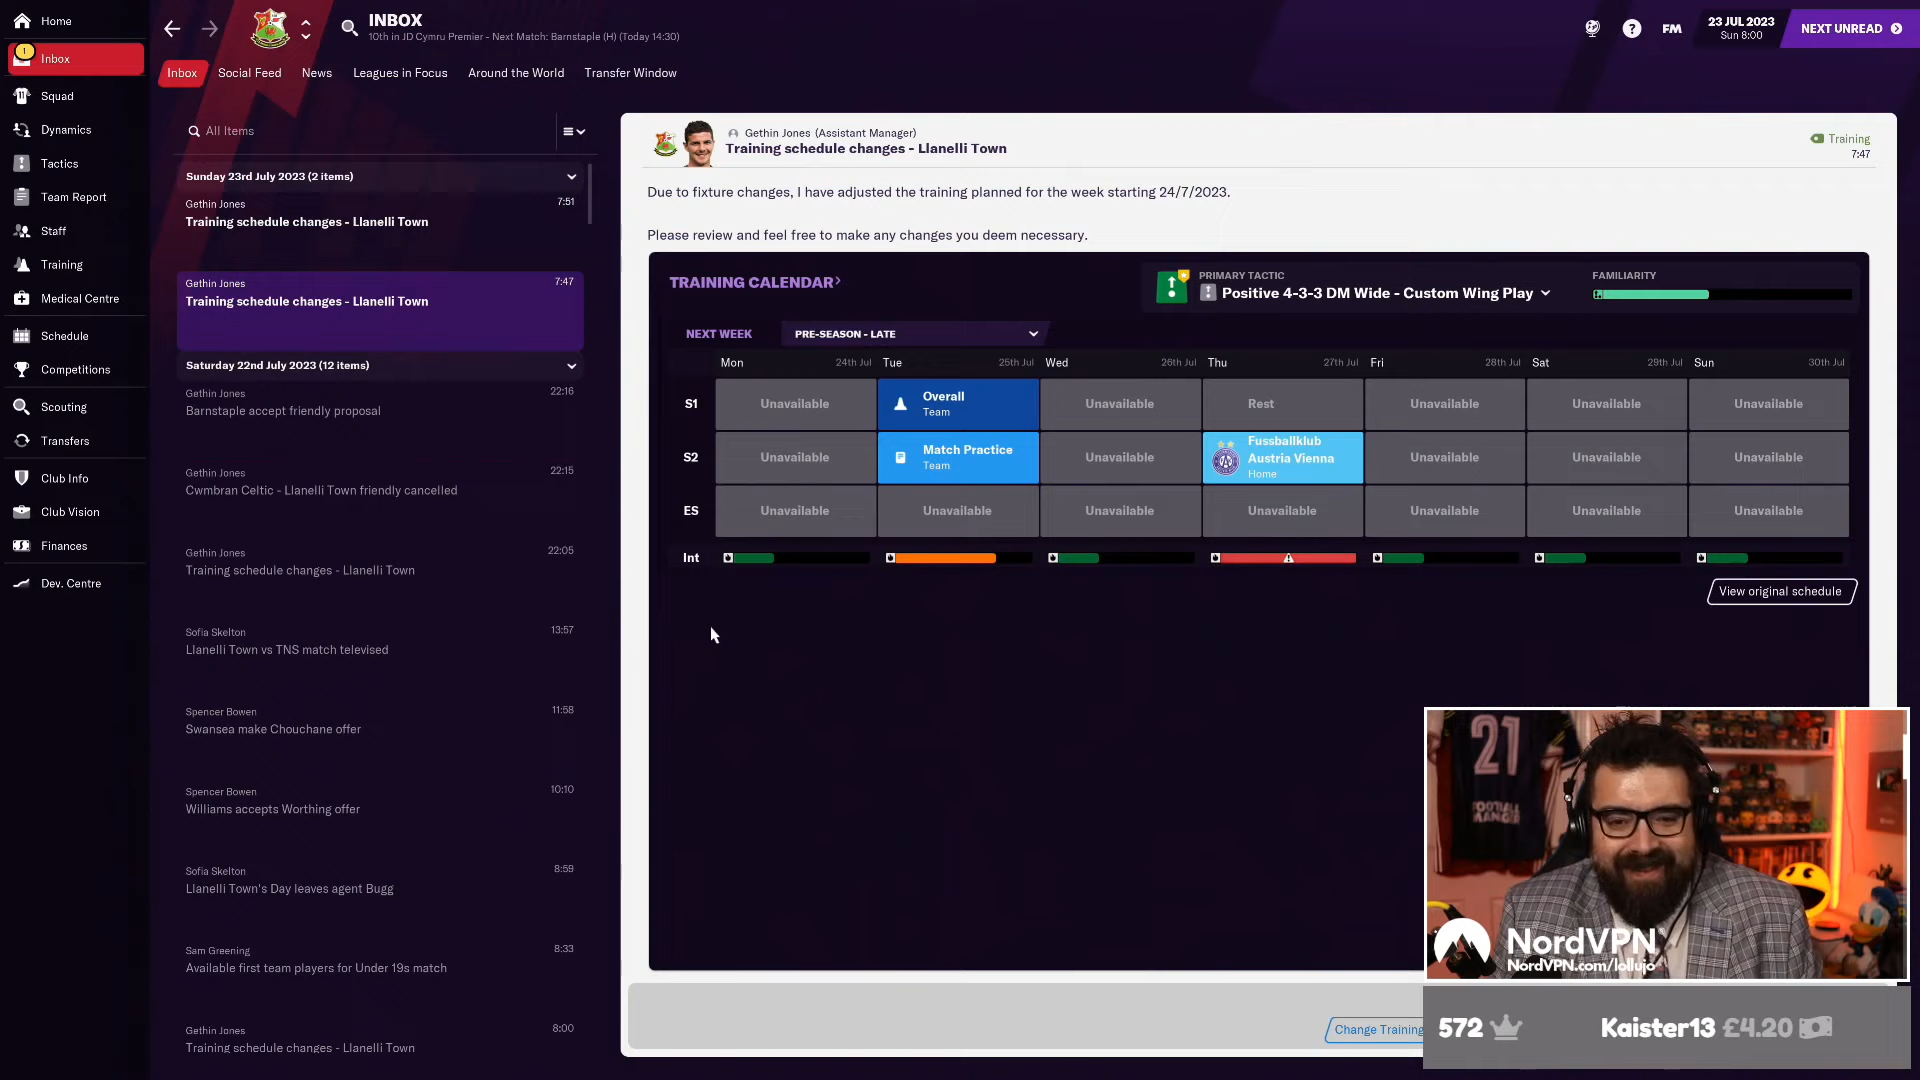 Home
Inbox
1
Squad
Dynamics
Tactics
Team Report
Staff
Training
Medical Centre
Schedule
Competitions
Scouting
Transfers
Club Info
Club Vision
Finances
Dev. Centre
INBOX
10th in JD Cymru Premier - Next Match: Barnstaple (H) (Today 14:30)
FM
23 JUL 2023
Sun 8:00
NEXT UNREAD
Inbox
Social Feed
News
Leagues in Focus
Around the World
Transfer Window
All Items
Sunday 23rd July 2023 (2 items)
Gethin Jones 7:51
Training schedule changes - Llanelli Town
Gethin Jones 7:47
Training schedule changes - Llanelli Town
Saturday 22nd July 2023 (12 items)
Gethin Jones 22:16
Barnstaple accept friendly proposal
Gethin Jones 22:15
Cwmbran Celtic - Llanelli Town friendly cancelled
Gethin Jones 22:05
Training schedule changes - Llanelli Town
Sofia Skelton 13:57
Llanelli Town vs TNS match televised
Spencer Bowen 11:58
Swansea make Chouchane offer
Spencer Bowen 10:10
Williams accepts Worthing offer
Sofia Skelton 8:59
Llanelli Town's Day leaves agent Bugg
Sam Greening 8:33
Available first team players for Under 19s match
Gethin Jones 8:00
Training schedule changes - Llanelli Town
Gethin Jones (Assistant Manager)
Training schedule changes - Llanelli Town
Training
7:47
Due to fixture changes, I have adjusted the training planned for the week starting 24/7/2023.
Please review and feel free to make any changes you deem necessary.
TRAINING CALENDAR
PRIMARY TACTIC
Positive 4-3-3 DM Wide - Custom Wing Play
FAMILIARITY
NEXT WEEK
PRE-SEASON - LATE
Mon 24th Jul Tue 25th Jul Wed 26th Jul Thu 27th Jul Fri 28th Jul Sat 29th Jul Sun 30th Jul
S1 Unavailable Overall Team Unavailable Rest Unavailable Unavailable Unavailable
S2 Unavailable Match Practice Team Unavailable Fussballklub Austria Vienna Home Unavailable Unavailable Unavailable
ES Unavailable Unavailable Unavailable Unavailable Unavailable Unavailable Unavailable
Int
View original schedule
Change Training
21
FOOTBALL
NordVPN
NordVPN.com/lollujo
572
Kaister13 £4.20